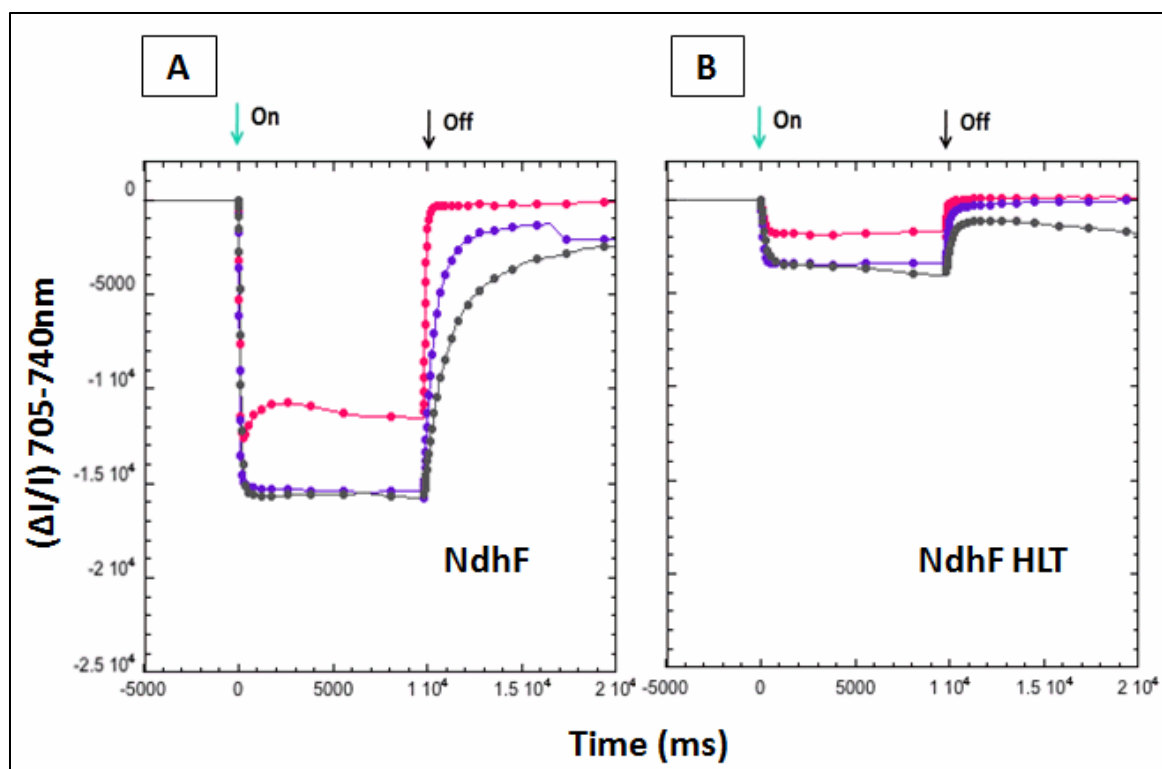 A
B
On
Off
On
Off
0
-5000
-1 10⁴
-1.5 10⁴
-2 10⁴
-2.5 10⁴
(ΔI/I) 705-740nm
NdhF
NdhF HLT
-5000
0
5000
1 10⁴
1.5 10⁴
2 10⁴
-5000
0
5000
1 10⁴
1.5 10⁴
2 10⁴
Time (ms)